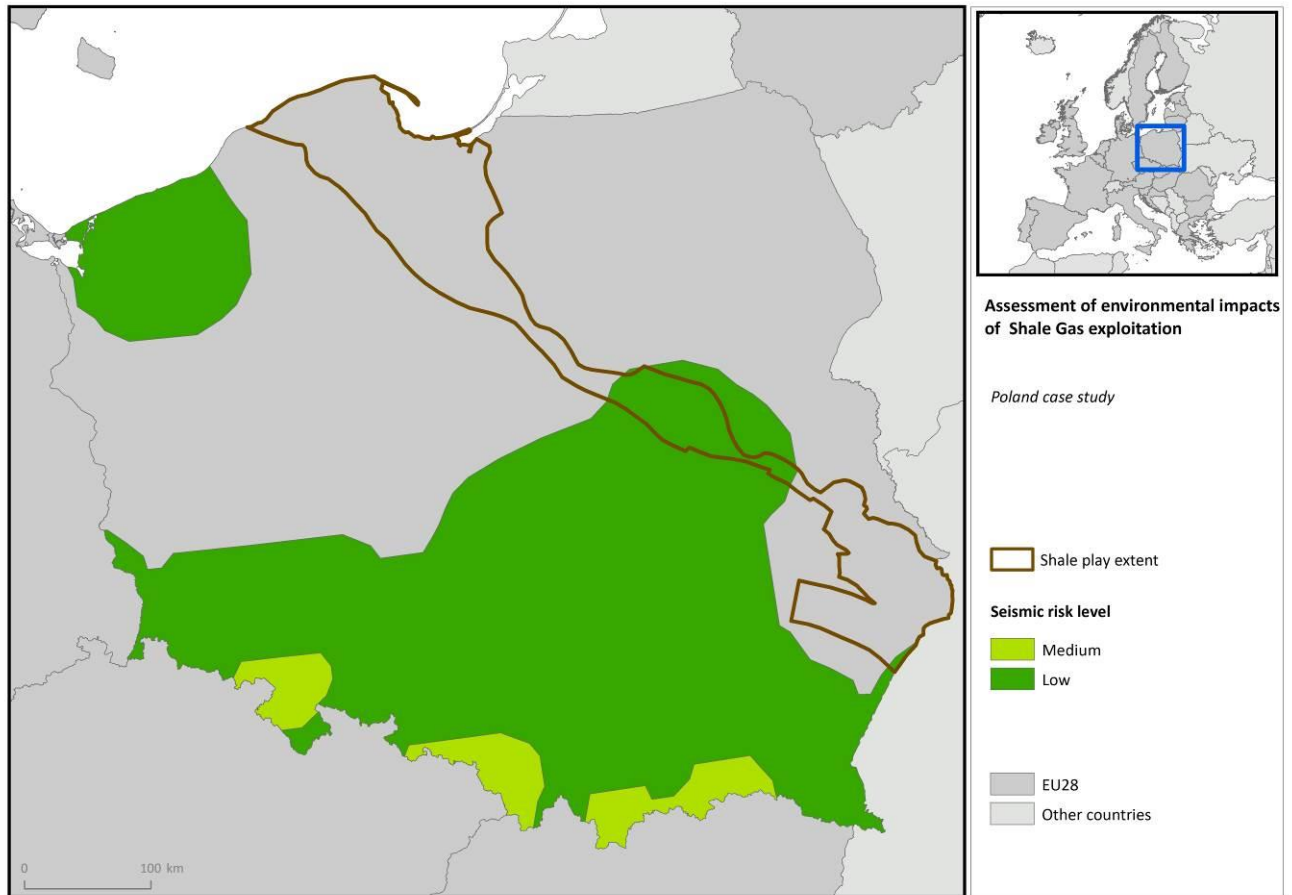 Assessment of environmental impacts
of Shale Gas exploitation
Poland case study
Shale play extent
Seismic risk level
Medium
Low
EU28
Other countries
0 100 km